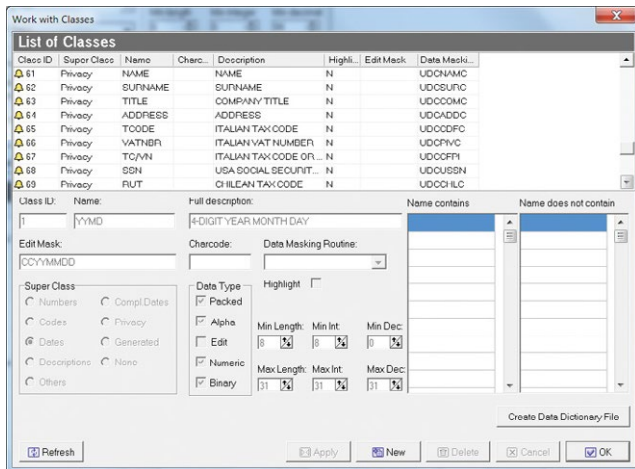 Work with Classes
List of Classes
Class ID Super Class Name Charc... Description Highli... Edit Mask Data Maski...
61 Privacy NAME NAME N UDCNAMC
62 Privacy SURNAME SURNAME N UDCSURC
63 Privacy TITLE COMPANY TITLE N UDCCOMC
64 Privacy ADDRESS ADDRESS N UDCADDC
65 Privacy TCODE ITALIAN TAX CODE N UDCCDFC
66 Privacy VATNBR ITALIAN VAT NUMBER N UDCPIVC
67 Privacy TC/VN ITALIAN TAX CODE OR... N UDCCFPI
68 Privacy SSN USA SOCIAL SECURIT... N UDCUSSN
69 Privacy RUT CHILEAN TAX CODE N UDCCHLC
Class ID: Name: Full description: Name contains Name does not contain
1 YYMD 4-DIGIT YEAR MONTH DAY
Edit Mask: Charcode: Data Masking Routine:
CCYYMMDD
Super Class Data Type Highlight
Numbers Compl.Dates Packed
Codes Privacy Alpha Min Length: Min Int: Min Dec:
Dates Generated Edit 8 8 0
Descriptions None Numeric Max Length: Max Int: Max Dec:
Others Binary 31 31 31
Create Data Dictionary File
Refresh Apply New Delete Cancel OK